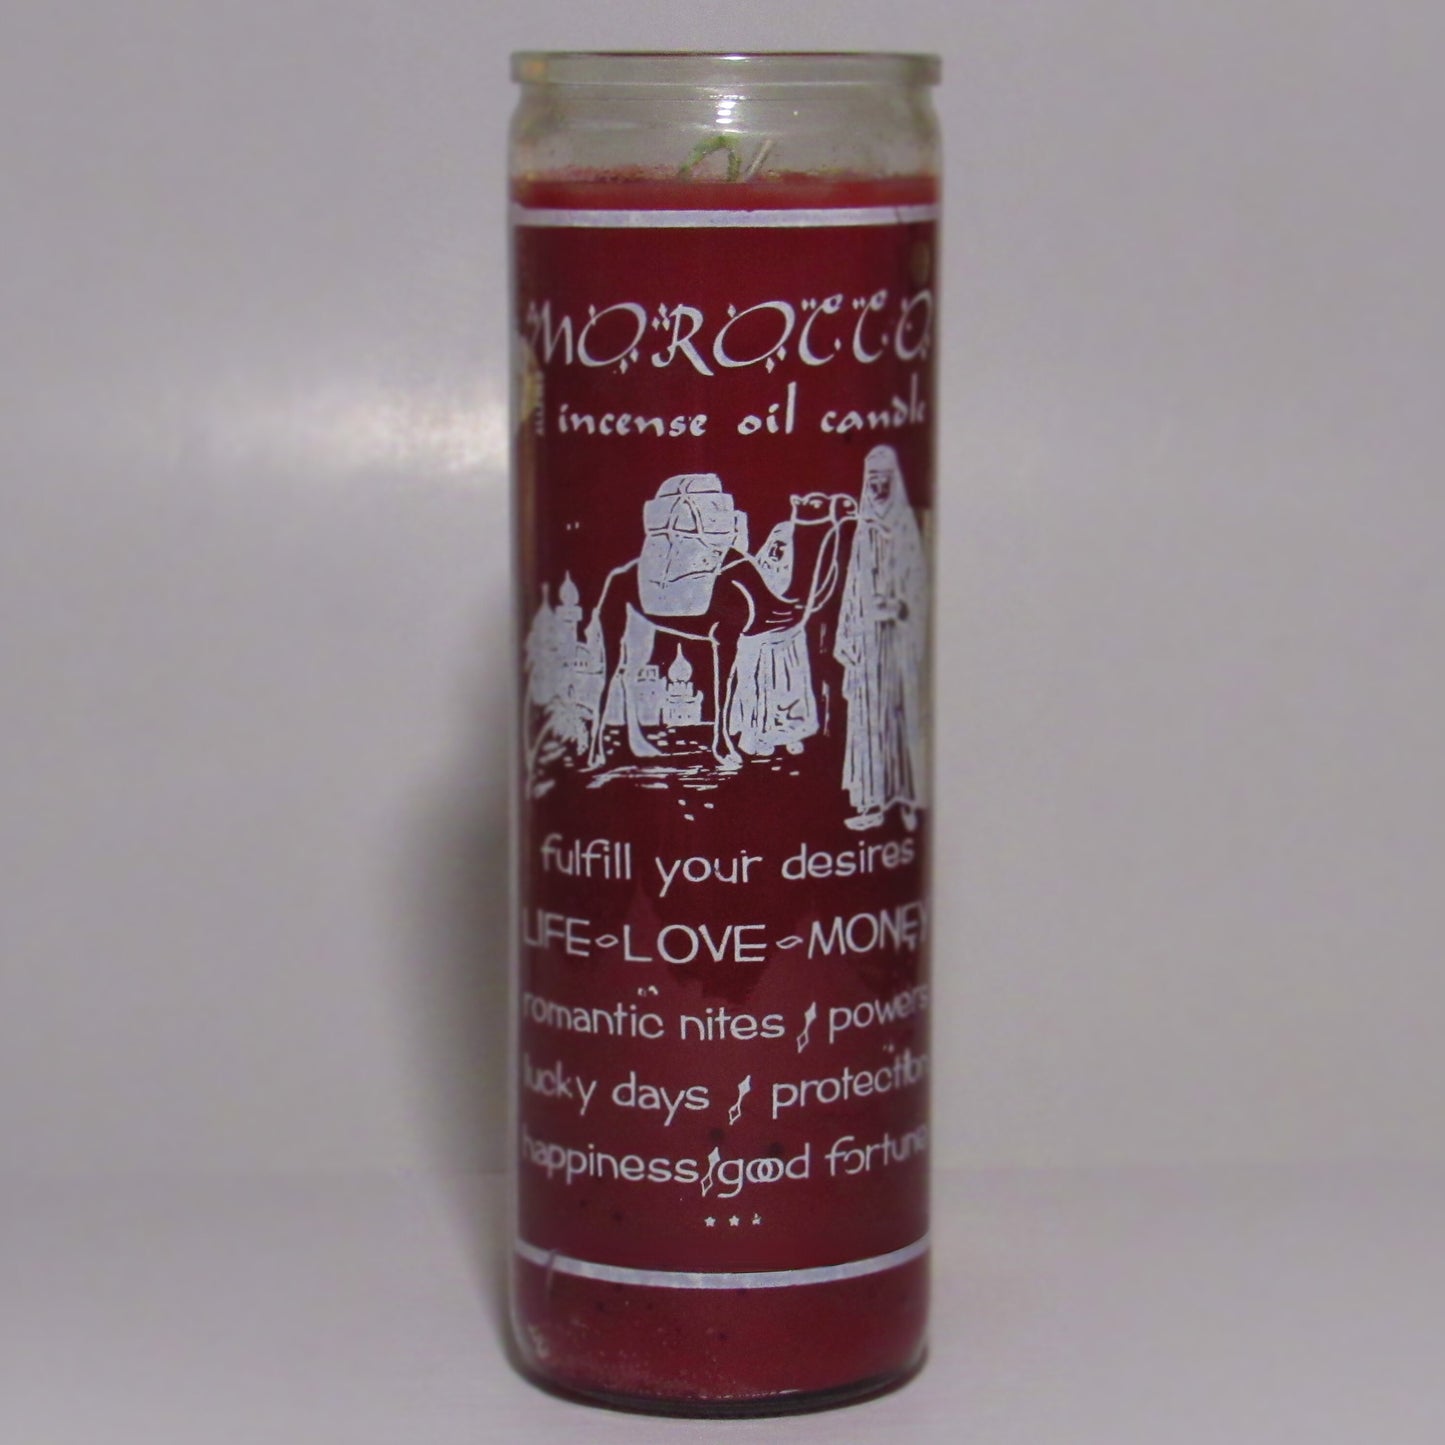 MOROCCO
incense oil candle
fulfill your desires
LIFE-LOVE-MONEY
romantic nites powers
lucky days protection
happiness good fortune